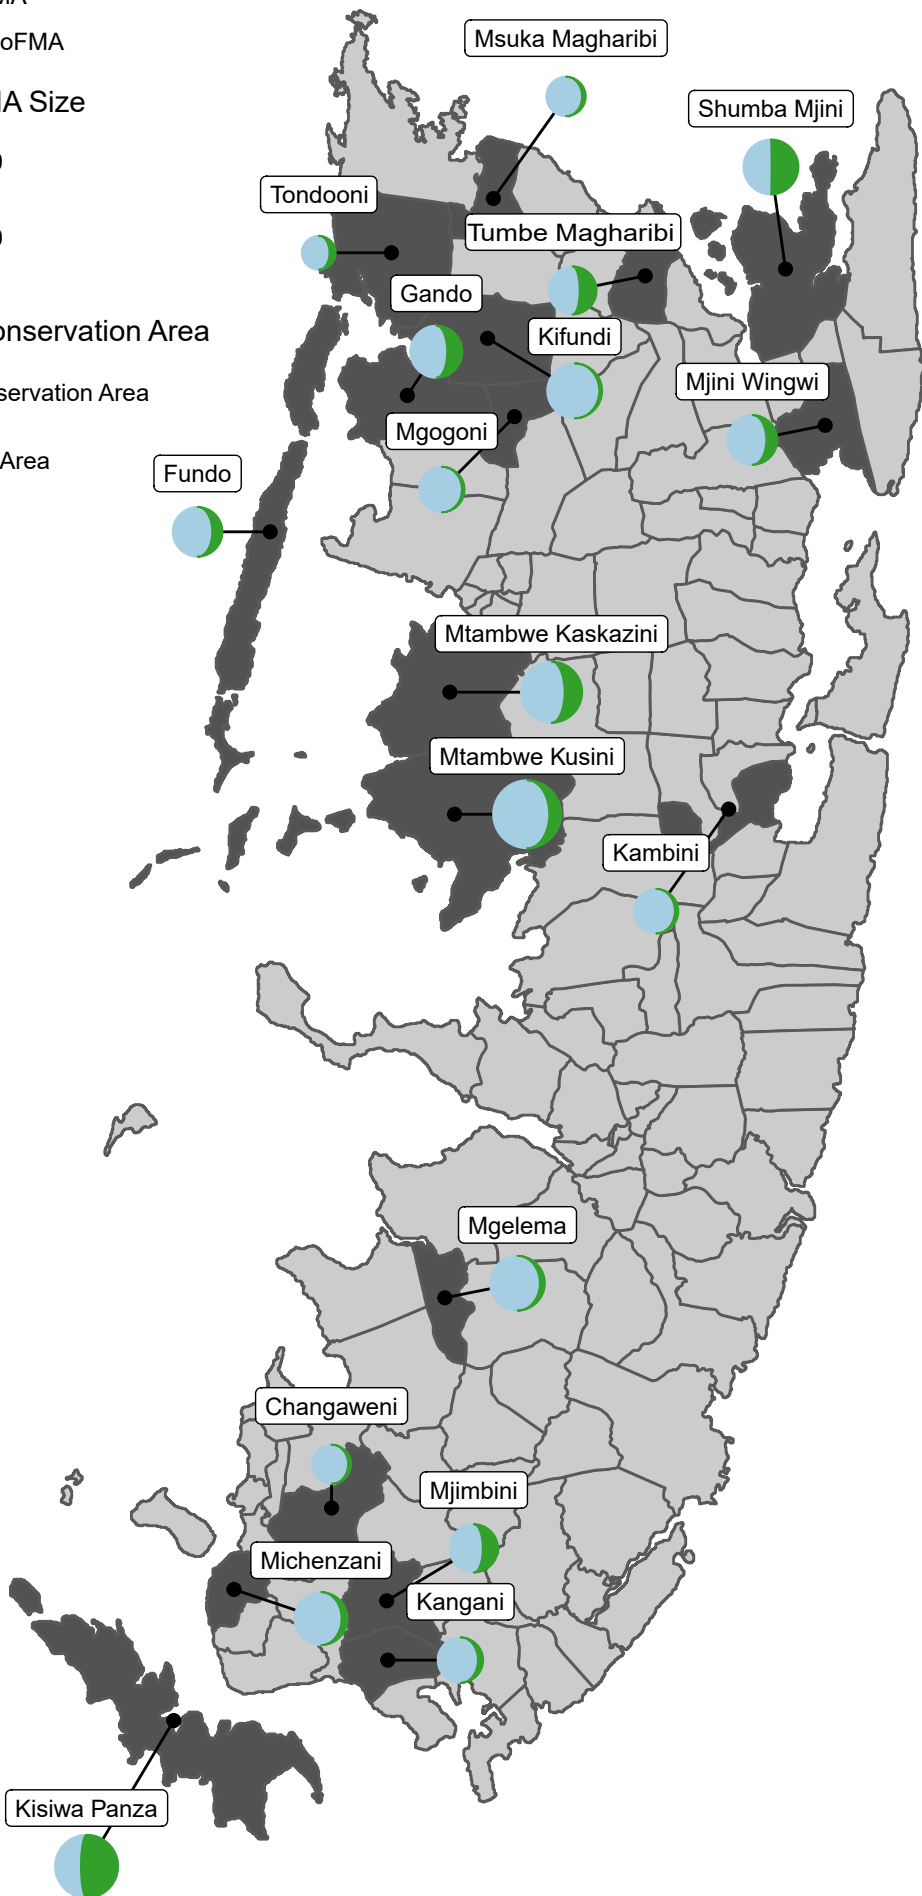 oFMA
A Size
onservation Area
servation Area
Area
Msuka Magharibi
Shumba Mjini
Tondooni
Tumbe Magharibi
Gando
Kifundi
Mjini Wingwi
Mgogoni
Fundo
Mtambwe Kaskazini
Mtambwe Kusini
Kambini
Mgelema
Changaweni
Mjimbini
Michenzani
Kangani
Kisiwa Panza